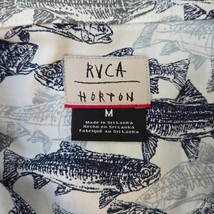 RVCA
HORTON
M
Made in Sri Lanka
Hecho en Sri Lanka
Fabriqué au Sri Lanka